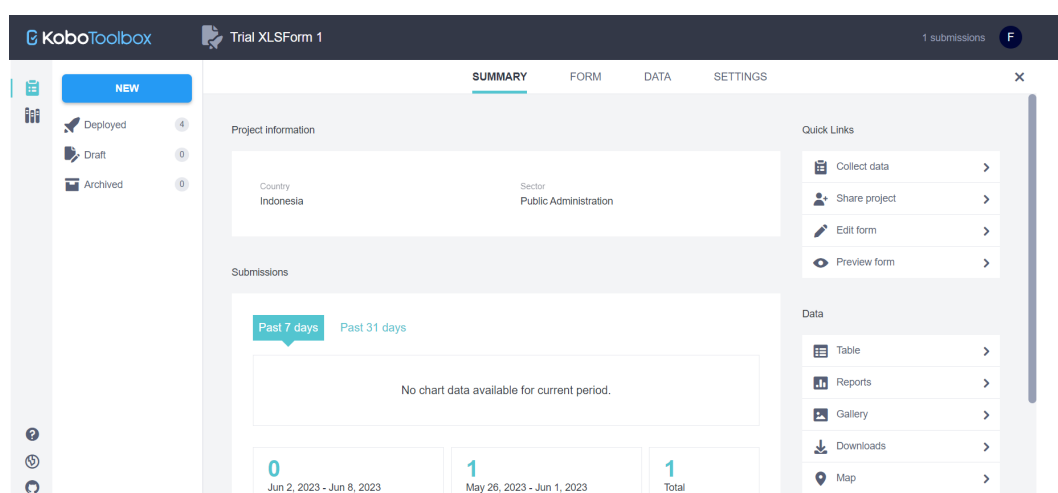 KoboToolbox
Trial XLSForm 1
1 submissions
F
NEW
Deployed 4
Draft 0
Archived 0
SUMMARY FORM DATA SETTINGS
Project information
Country
Indonesia
Sector
Public Administration
Submissions
Past 7 days Past 31 days
No chart data available for current period.
0
Jun 2, 2023 - Jun 8, 2023
1
May 26, 2023 - Jun 1, 2023
1
Total
Quick Links
Collect data
Share project
Edit form
Preview form
Data
Table
Reports
Gallery
Downloads
Map